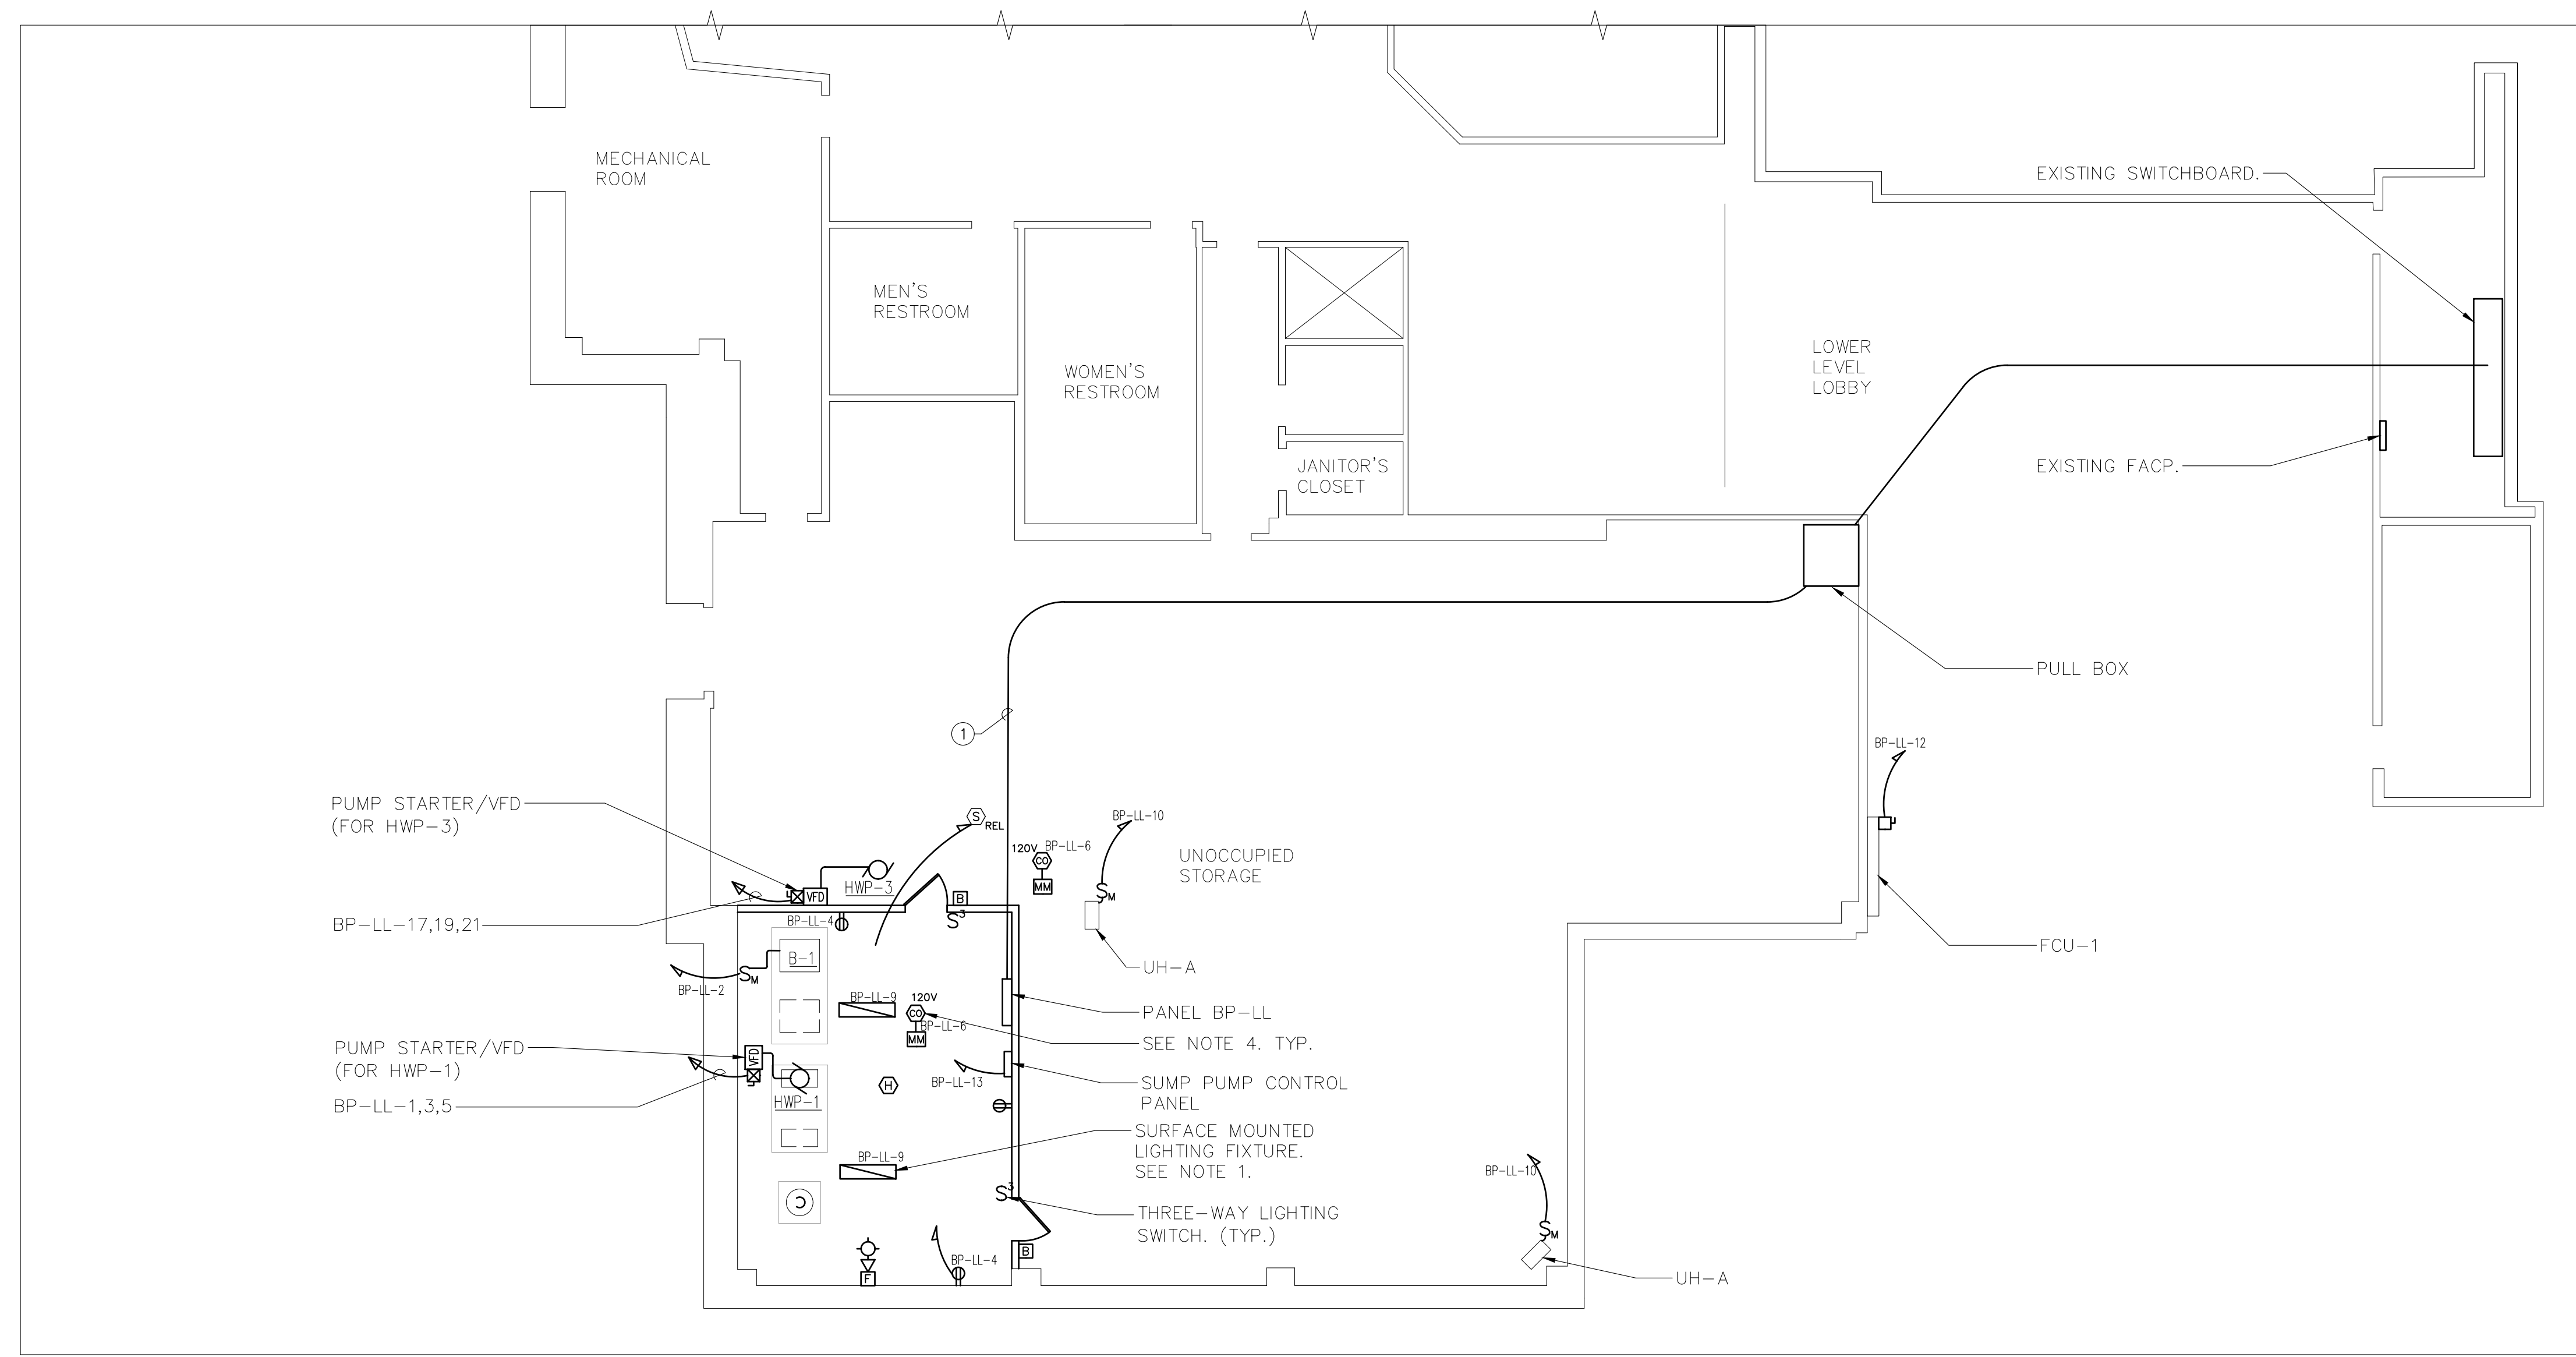 MECHANICAL
ROOM
EXISTING SWITCHBOARD.
MEN'S
RESTROOM
WOMEN'S
RESTROOM
LOWER
LEVEL
LOBBY
JANITOR'S
CLOSET
EXISTING FACP.
PULL BOX
1
BP-LL-12
PUMP STARTER/VFD
(FOR HWP-3)
S
REL
BP-LL-10
120V
BP-LL-6
CO
MM
UNOCCUPIED
STORAGE
HWP-3
VFD
B
SM
BP-LL-17,19,21
BP-LL-4
S3
FCU-1
B-1
UH-A
SM
BP-LL-2
BP-LL-9
120V
PANEL BP-LL
CO
BP-LL-6
MM
SEE NOTE 4. TYP.
PUMP STARTER/VFD
(FOR HWP-1)
VFD
H
BP-LL-13
SUMP PUMP CONTROL
PANEL
BP-LL-1,3,5
HWP-1
SURFACE MOUNTED
LIGHTING FIXTURE.
SEE NOTE 1.
BP-LL-9
BP-LL-10
S3
THREE-WAY LIGHTING
SWITCH. (TYP.)
SM
B
BP-LL-4
F
UH-A